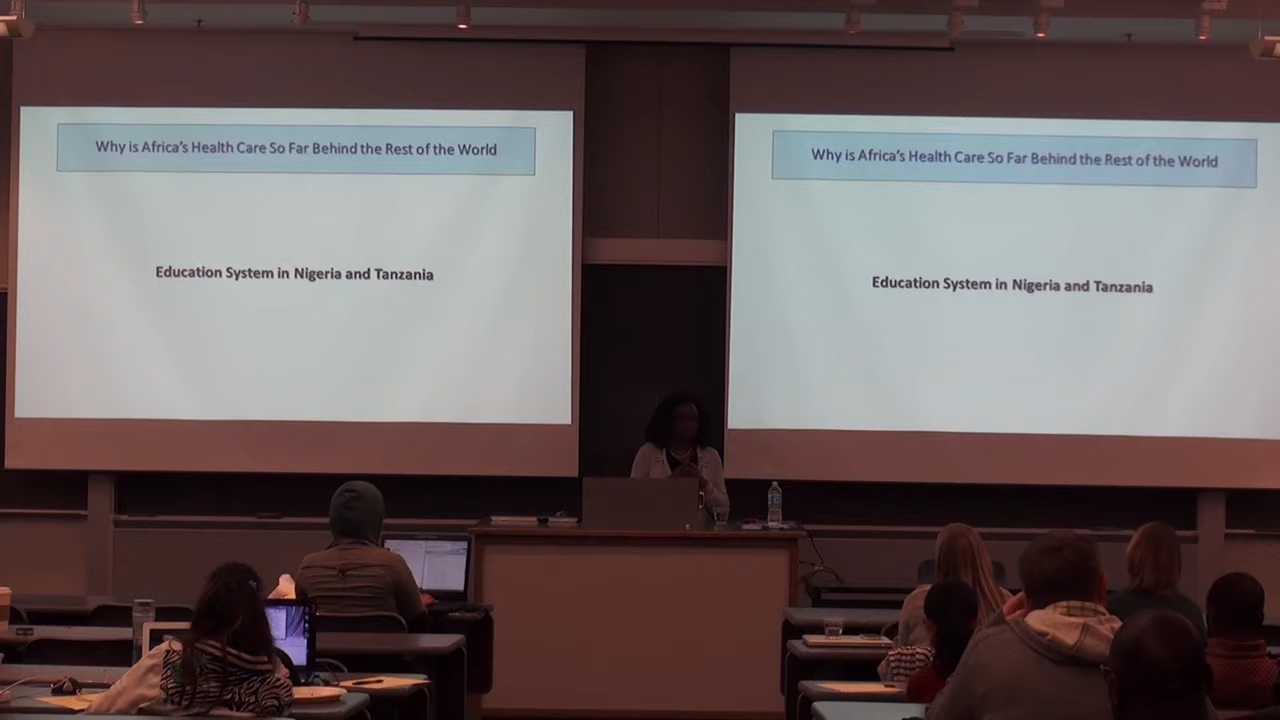 Why is Africa's Health Care So Far Behind the Rest of the World
Education System in Nigeria and Tanzania
Why is Africa's Health Care So Far Behind the Rest of the World
Education System in Nigeria and Tanzania